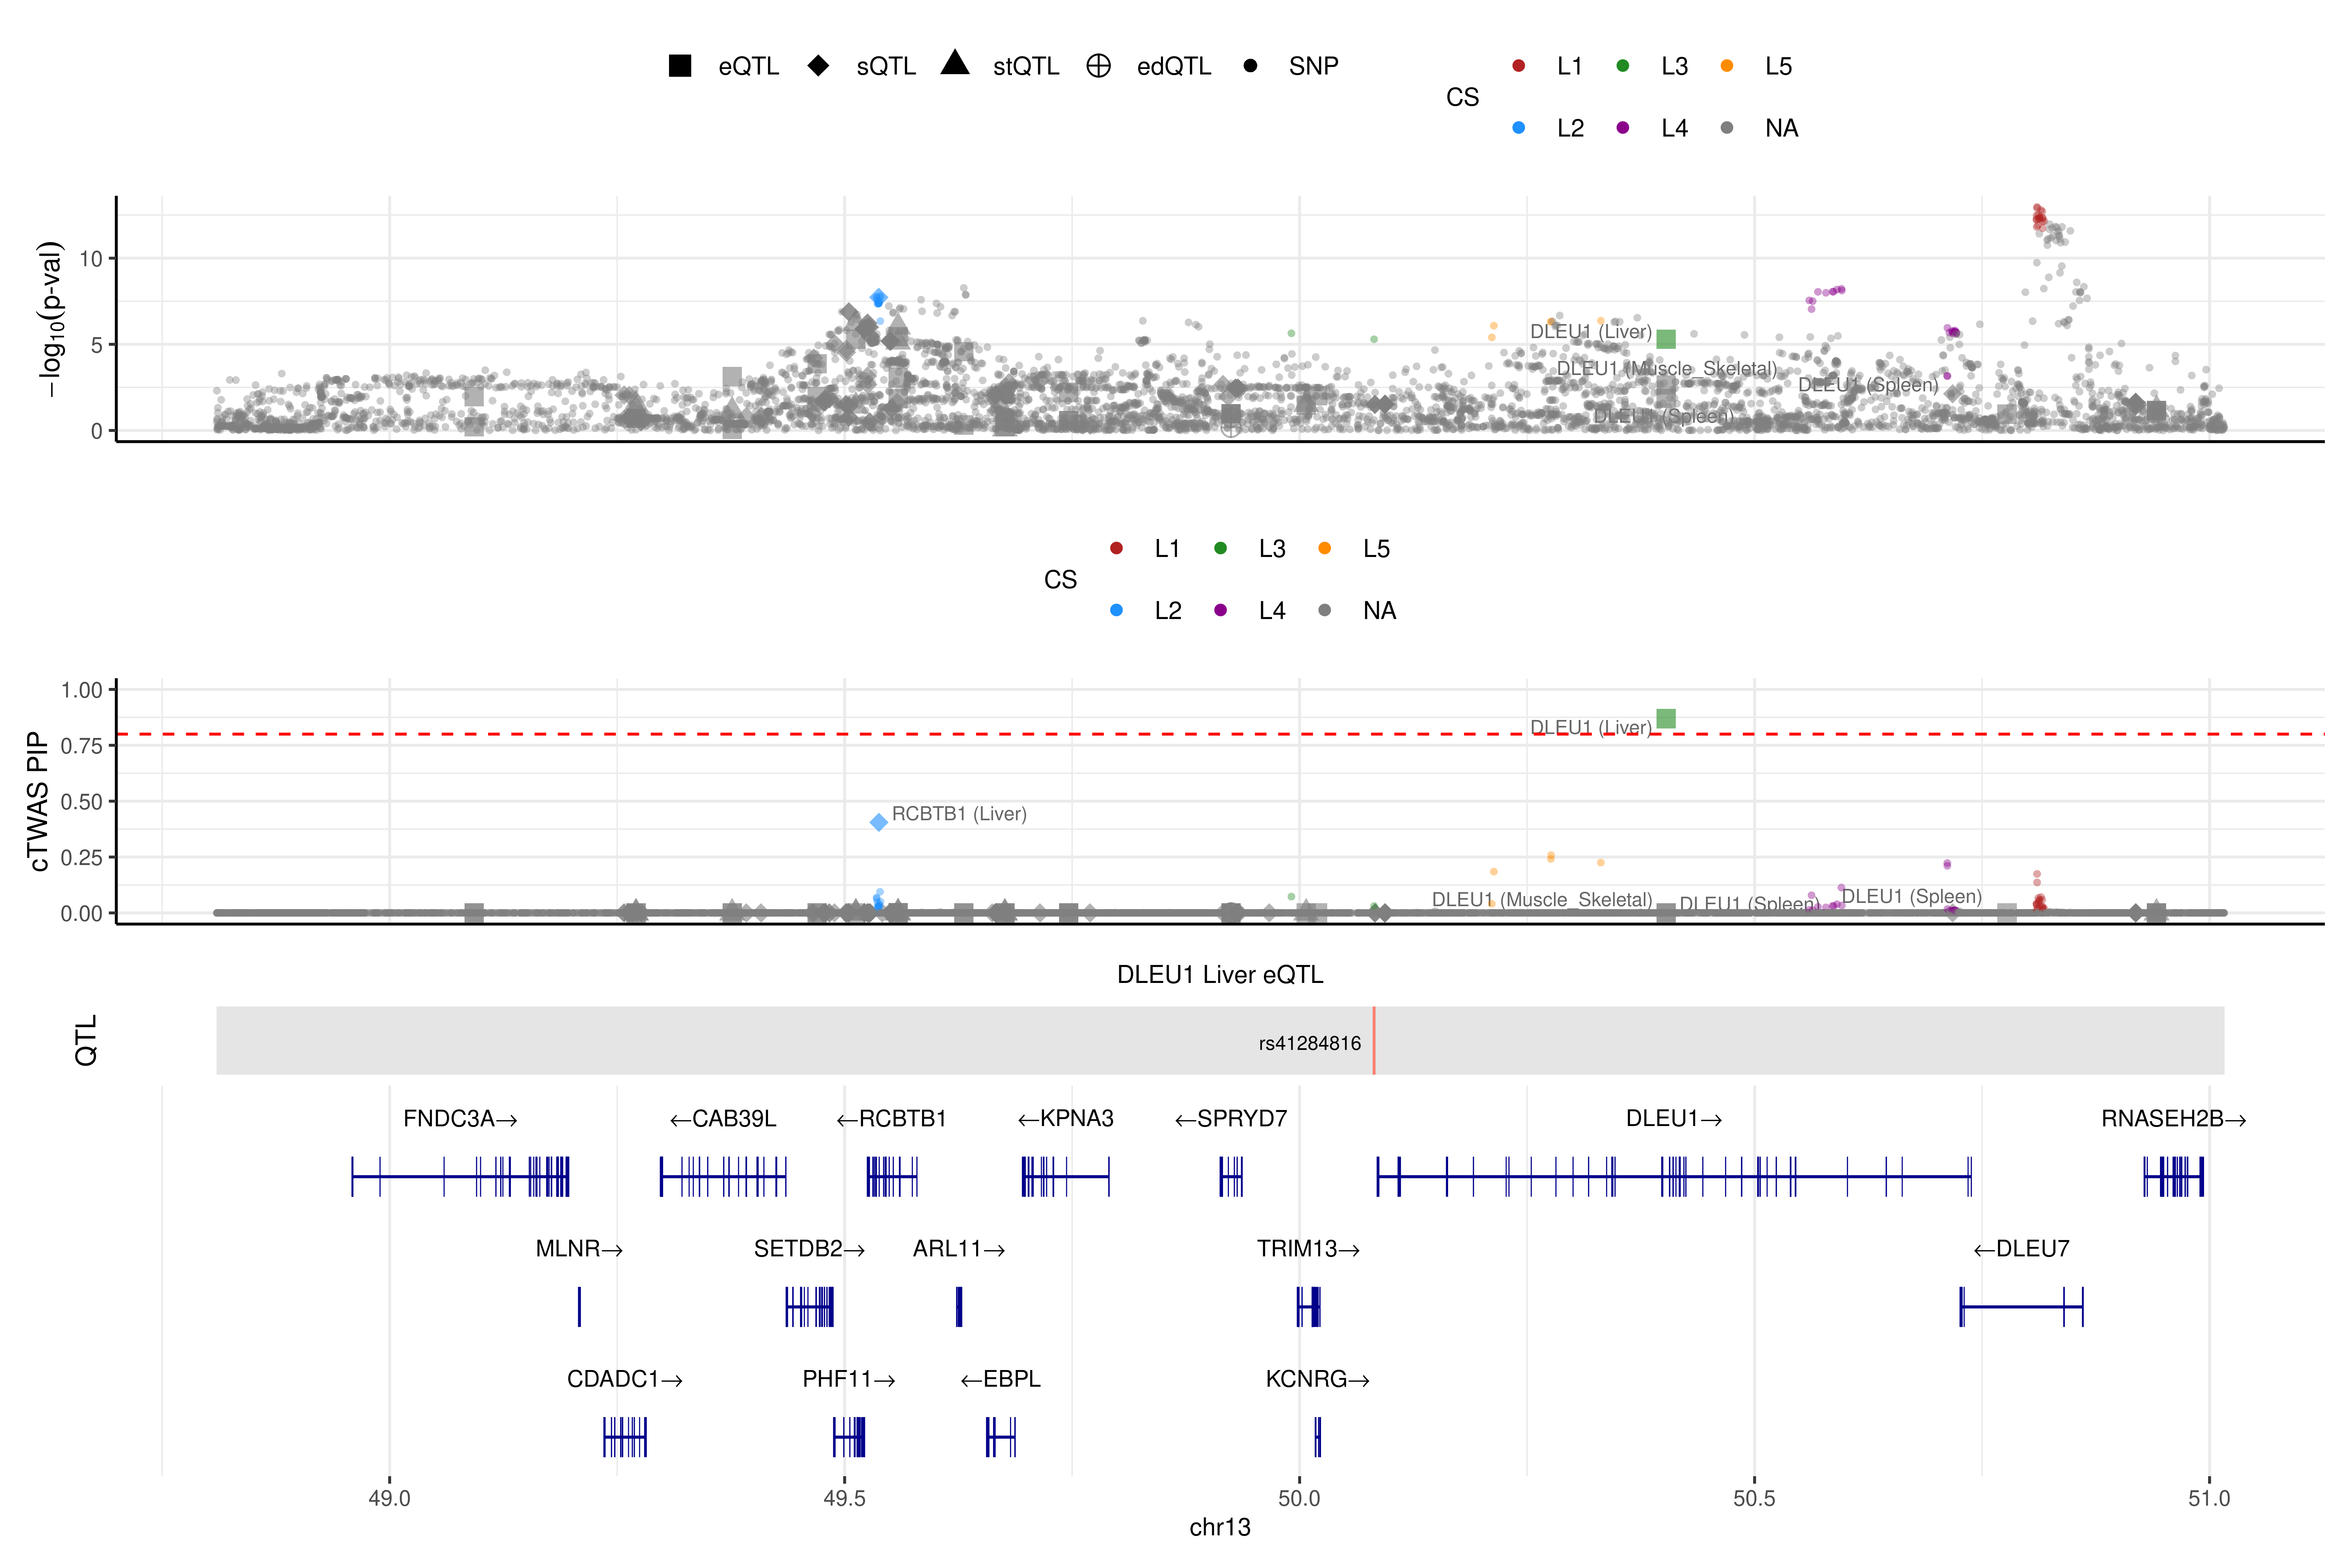 eQTL sQTL stQTL edQTL SNP
CS
L1 L3 L5
L2 L4 NA
−log10(p-val)
10
5
0
DLEU1 (Liver)
DLEU1 (Muscle_Skeletal)
DLEU1 (Spleen)
DLEU1 (Spleen)
CS
L1 L3 L5
L2 L4 NA
cTWAS PIP
1.00
0.75
0.50
0.25
0.00
DLEU1 (Liver)
RCBTB1 (Liver)
DLEU1 (Muscle_Skeletal)
DLEU1 (Spleen)
DLEU1 (Spleen)
DLEU1 Liver eQTL
QTL
rs41284816
FNDC3A→ ←CAB39L ←RCBTB1 ←KPNA3 ←SPRYD7 DLEU1→ RNASEH2B→
MLNR→ SETDB2→ ARL11→ TRIM13→ ←DLEU7
CDADC1→ PHF11→ ←EBPL KCNRG→
49.0 49.5 50.0 50.5 51.0
chr13